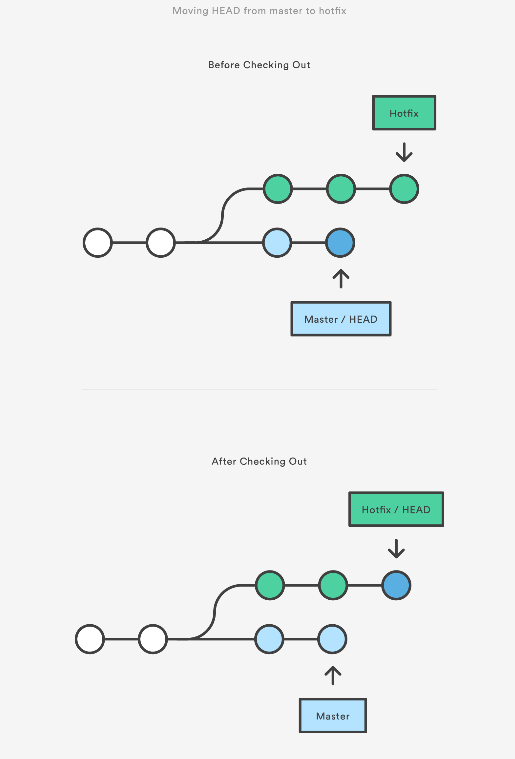 Moving HEAD from master to hotfix
Before Checking Out
Hotfix
Master / HEAD
After Checking Out
Hotfix / HEAD
Master